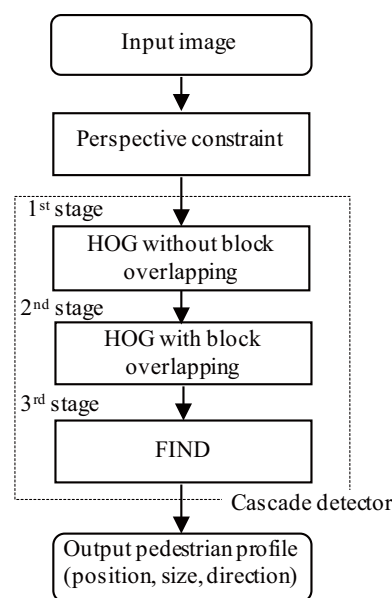 Input image
Perspective constraint
1st stage
HOG without block
overlapping
2nd stage
HOG with block
overlapping
3rd stage
FIND
Cascade detector
Output pedestrian profile
(position, size, direction)